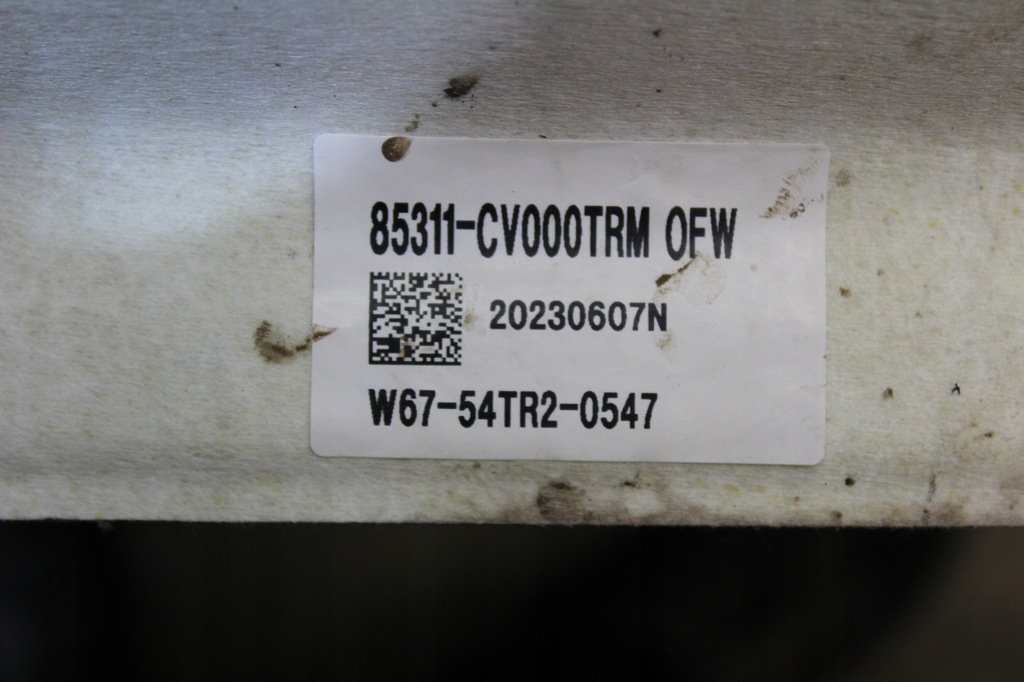 85311-CV000TRM OFW
20230607N
W67-54TR2-0547